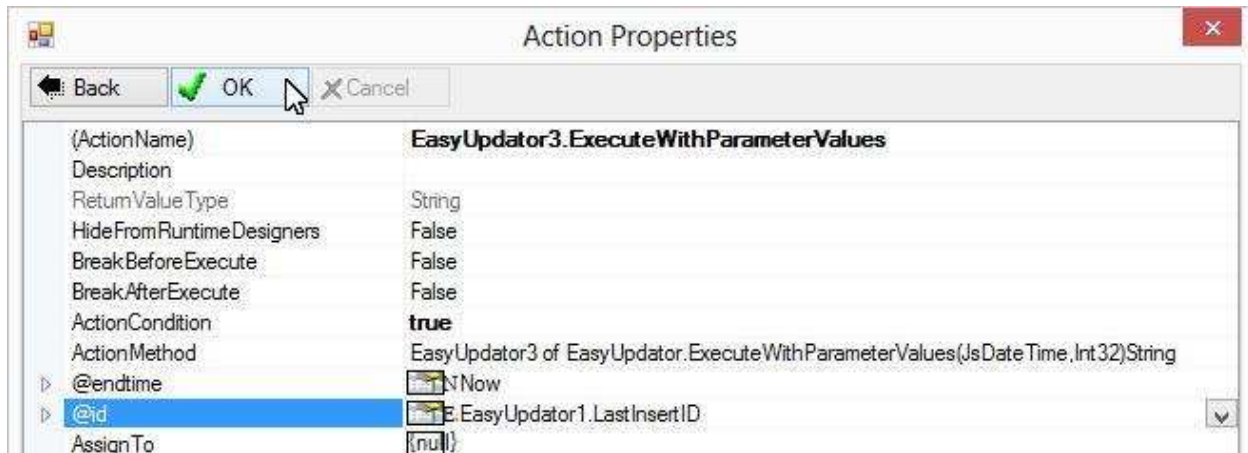 Action Properties
Back OK Cancel
(ActionName) EasyUpdator3.ExecuteWithParameterValues
Description
ReturnValueType String
HideFromRuntimeDesigners False
BreakBeforeExecute False
BreakAfterExecute False
ActionCondition true
ActionMethod EasyUpdator3 of EasyUpdator.ExecuteWithParameterValues(JsDateTime,Int32)String
@endtime Now
@id EasyUpdator1.LastInsertID
AssignTo {null}